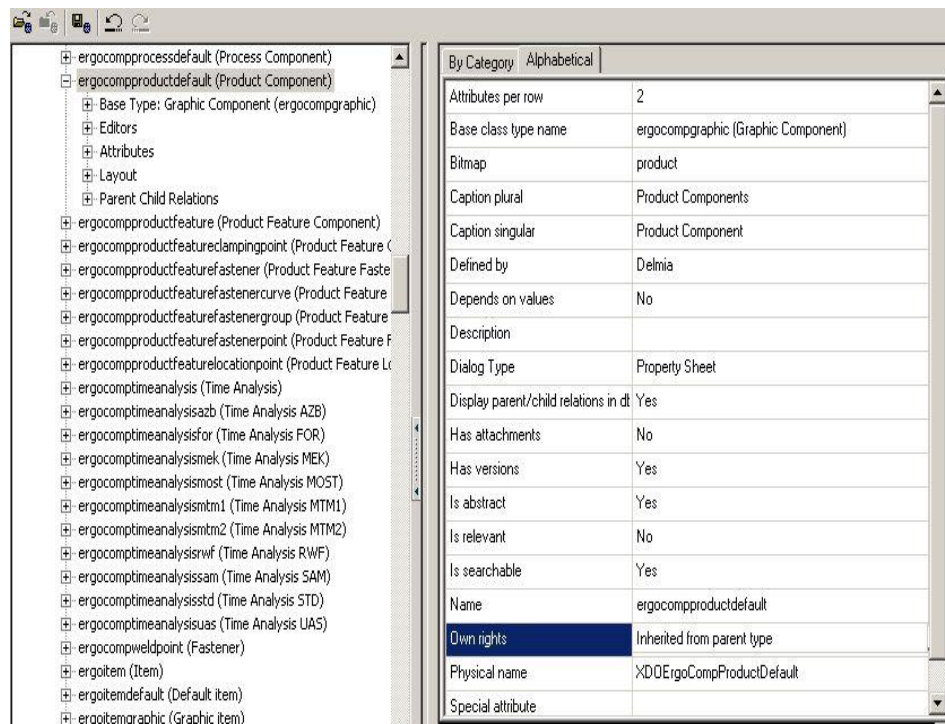 ergocompprocessdefault (Process Component)
ergocompproductdefault (Product Component)
Base Type: Graphic Component (ergocompgraphic)
Editors
Attributes
Layout
Parent Child Relations
ergocompproductfeature (Product Feature Component)
ergocompproductfeatureclampingpoint (Product Feature C
ergocompproductfeaturefastener (Product Feature Faste
ergocompproductfeaturefastenercurve (Product Feature
ergocompproductfeaturefastenergroup (Product Feature
ergocompproductfeaturefastenerpoint (Product Feature F
ergocompproductfeaturelocationpoint (Product Feature Lo
ergocomptimeanalysis (Time Analysis)
ergocomptimeanalysisazb (Time Analysis AZB)
ergocomptimeanalysisfor (Time Analysis FOR)
ergocomptimeanalysismek (Time Analysis MEK)
ergocomptimeanalysismost (Time Analysis MOST)
ergocomptimeanalysismtm1 (Time Analysis MTM1)
ergocomptimeanalysismtm2 (Time Analysis MTM2)
ergocomptimeanalysisrwf (Time Analysis RWF)
ergocomptimeanalysissam (Time Analysis SAM)
ergocomptimeanalysisstd (Time Analysis STD)
ergocomptimeanalysisuas (Time Analysis UAS)
ergocompweldpoint (Fastener)
ergoitem (Item)
ergoitemdefault (Default item)
ergoitemgraphic (Graphic item)
By Category Alphabetical
Attributes per row 2
Base class type name ergocompgraphic (Graphic Component)
Bitmap product
Caption plural Product Components
Caption singular Product Component
Defined by Delmia
Depends on values No
Description
Dialog Type Property Sheet
Display parent/child relations in dt Yes
Has attachments No
Has versions Yes
Is abstract Yes
Is relevant No
Is searchable Yes
Name ergocompproductdefault
Own rights Inherited from parent type
Physical name XDOErgoCompProductDefault
Special attribute